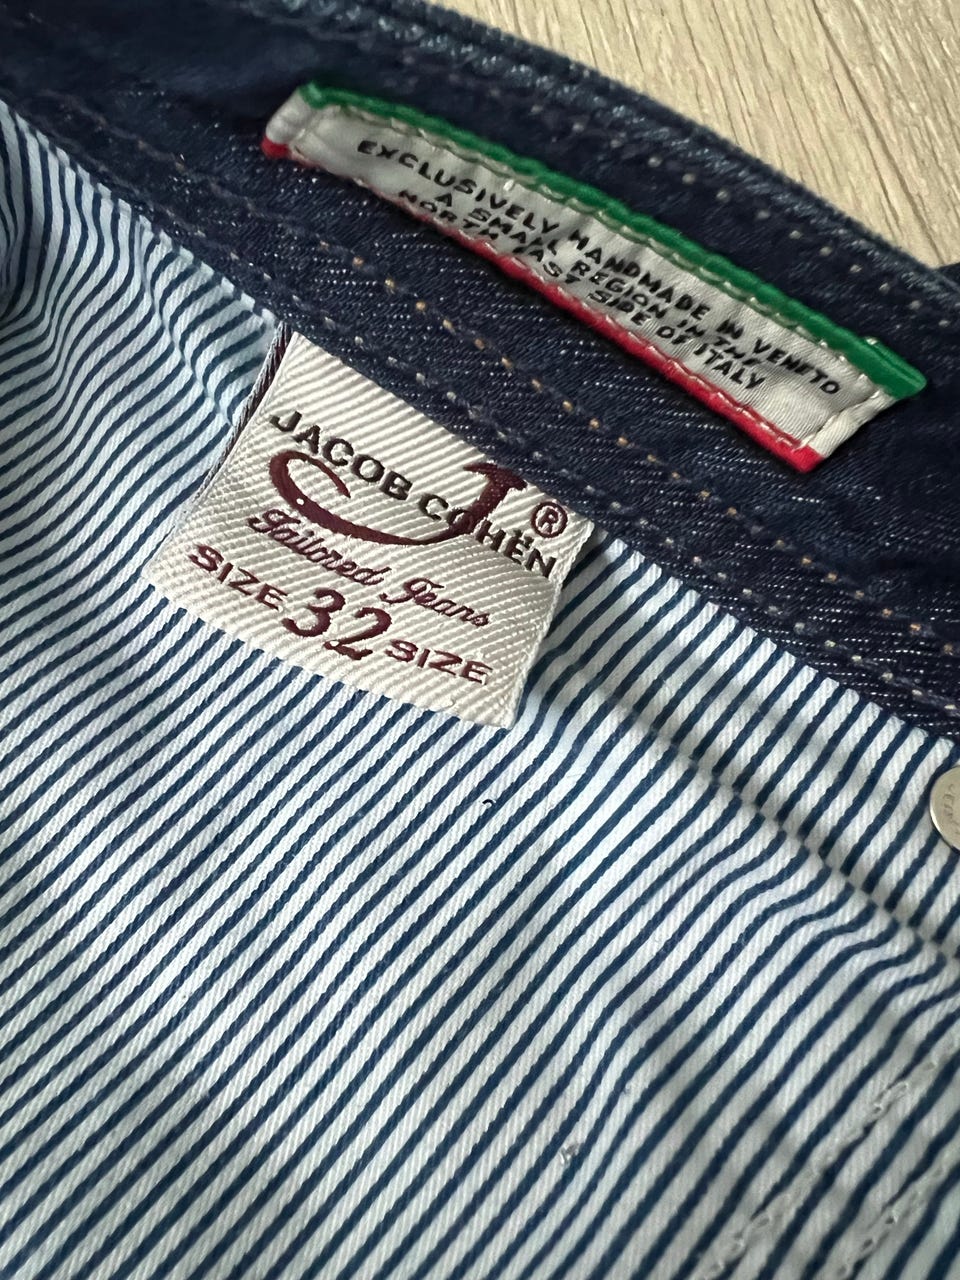 EXCLUSIVELY HANDMADE IN VENETO
A SMALL REGION IN THE
NORTH EAST SIDE OF ITALY
JACOB COHËN ®
Tailored Jeans
SIZE 32 SIZE